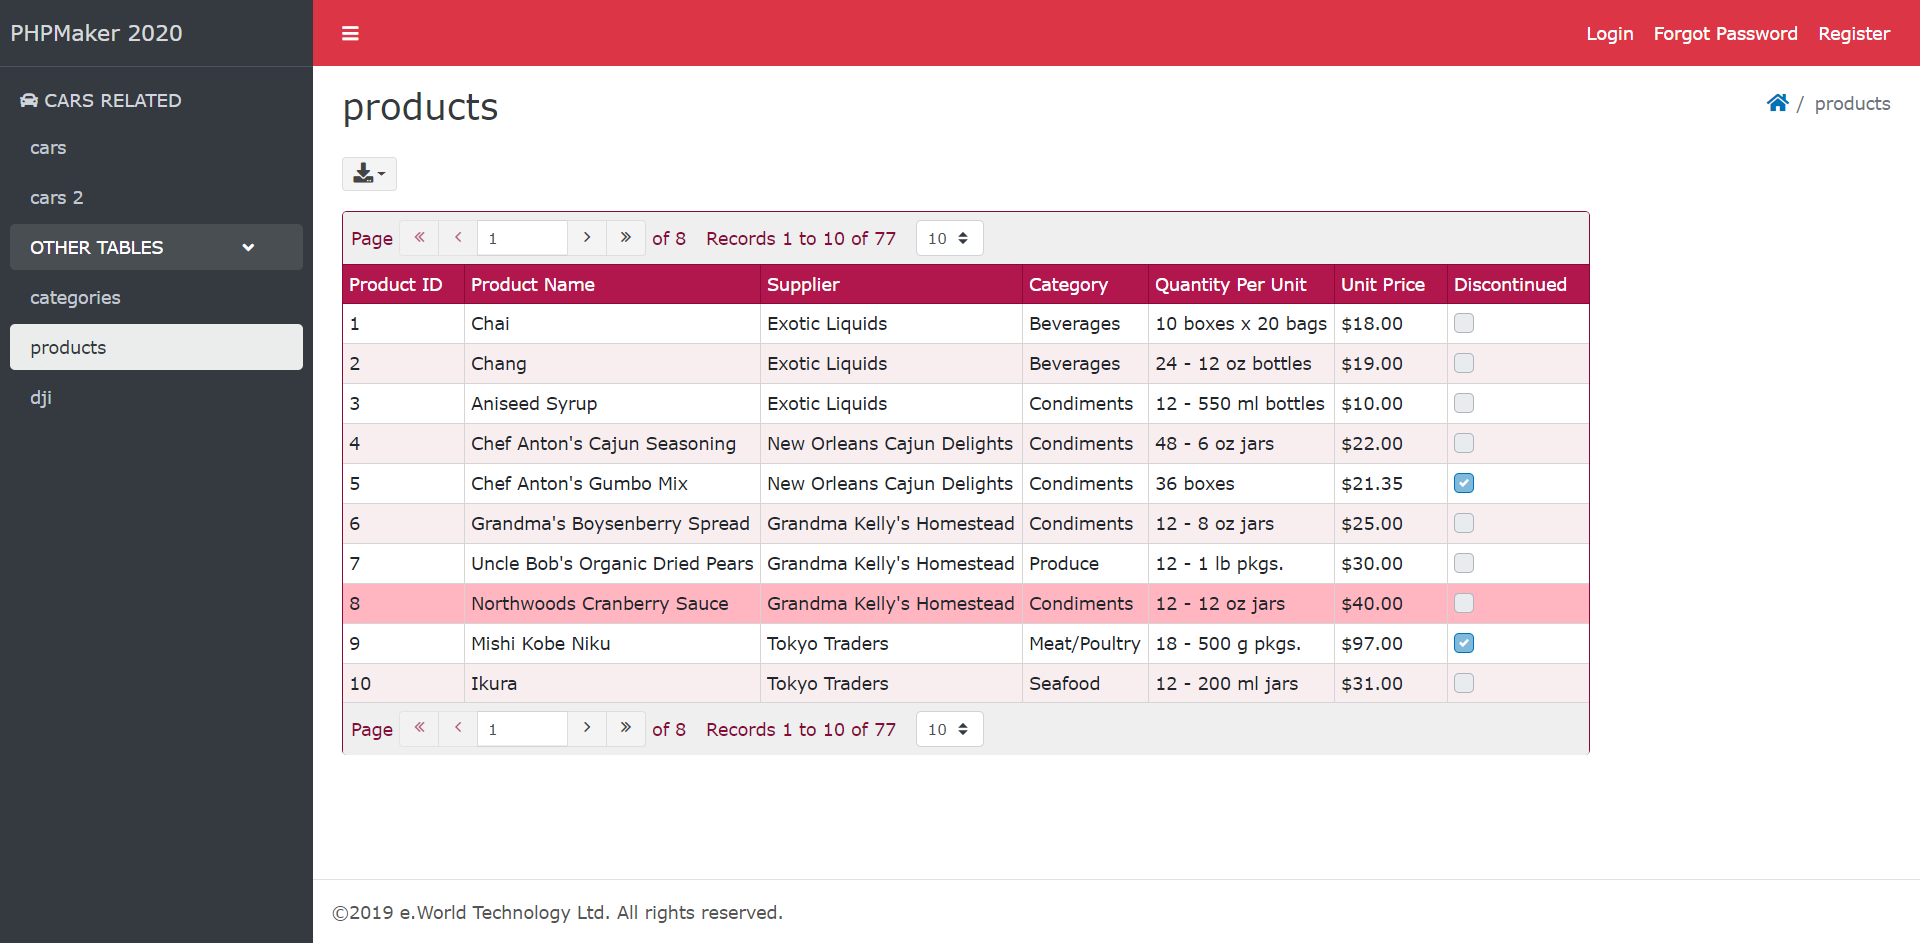 PHPMaker 2020
Login Forgot Password Register
CARS RELATED
cars
cars 2
OTHER TABLES
categories
products
dji
products
/ products
Page 1 of 8 Records 1 to 10 of 77 10
Product ID Product Name Supplier Category Quantity Per Unit Unit Price Discontinued
1 Chai Exotic Liquids Beverages 10 boxes x 20 bags $18.00
2 Chang Exotic Liquids Beverages 24 - 12 oz bottles $19.00
3 Aniseed Syrup Exotic Liquids Condiments 12 - 550 ml bottles $10.00
4 Chef Anton's Cajun Seasoning New Orleans Cajun Delights Condiments 48 - 6 oz jars $22.00
5 Chef Anton's Gumbo Mix New Orleans Cajun Delights Condiments 36 boxes $21.35
6 Grandma's Boysenberry Spread Grandma Kelly's Homestead Condiments 12 - 8 oz jars $25.00
7 Uncle Bob's Organic Dried Pears Grandma Kelly's Homestead Produce 12 - 1 lb pkgs. $30.00
8 Northwoods Cranberry Sauce Grandma Kelly's Homestead Condiments 12 - 12 oz jars $40.00
9 Mishi Kobe Niku Tokyo Traders Meat/Poultry 18 - 500 g pkgs. $97.00
10 Ikura Tokyo Traders Seafood 12 - 200 ml jars $31.00
Page 1 of 8 Records 1 to 10 of 77 10
©2019 e.World Technology Ltd. All rights reserved.